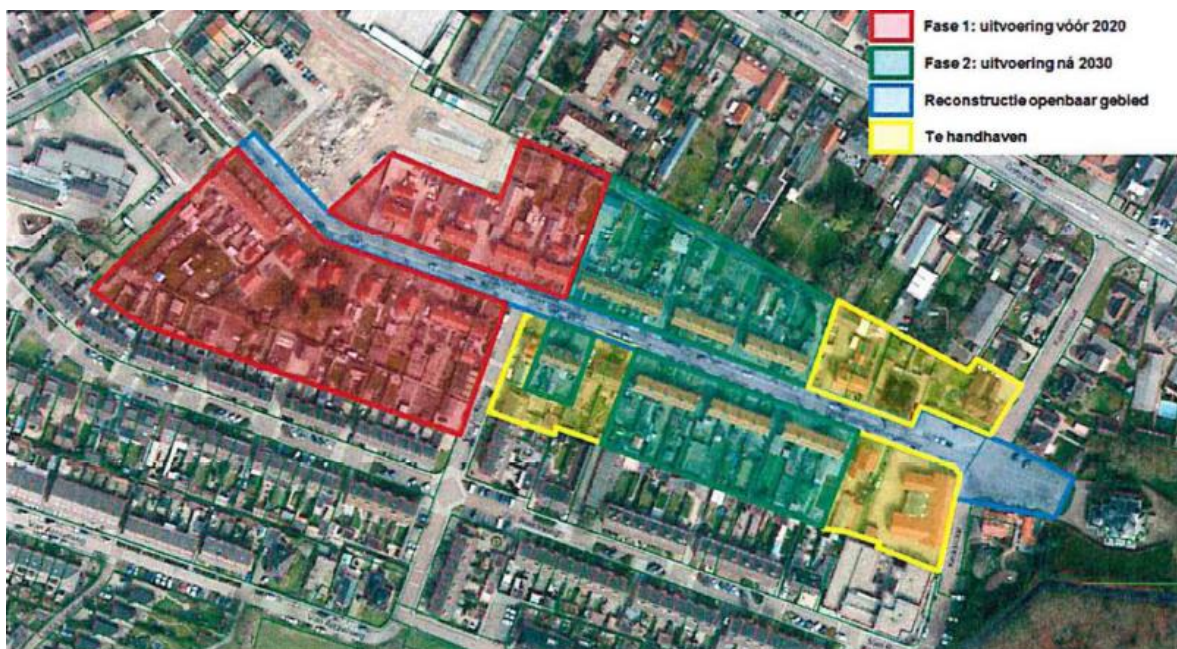 Fase 1: uitvoering vóór 2020
Fase 2: uitvoering ná 2030
Reconstructie openbaar gebied
Te handhaven